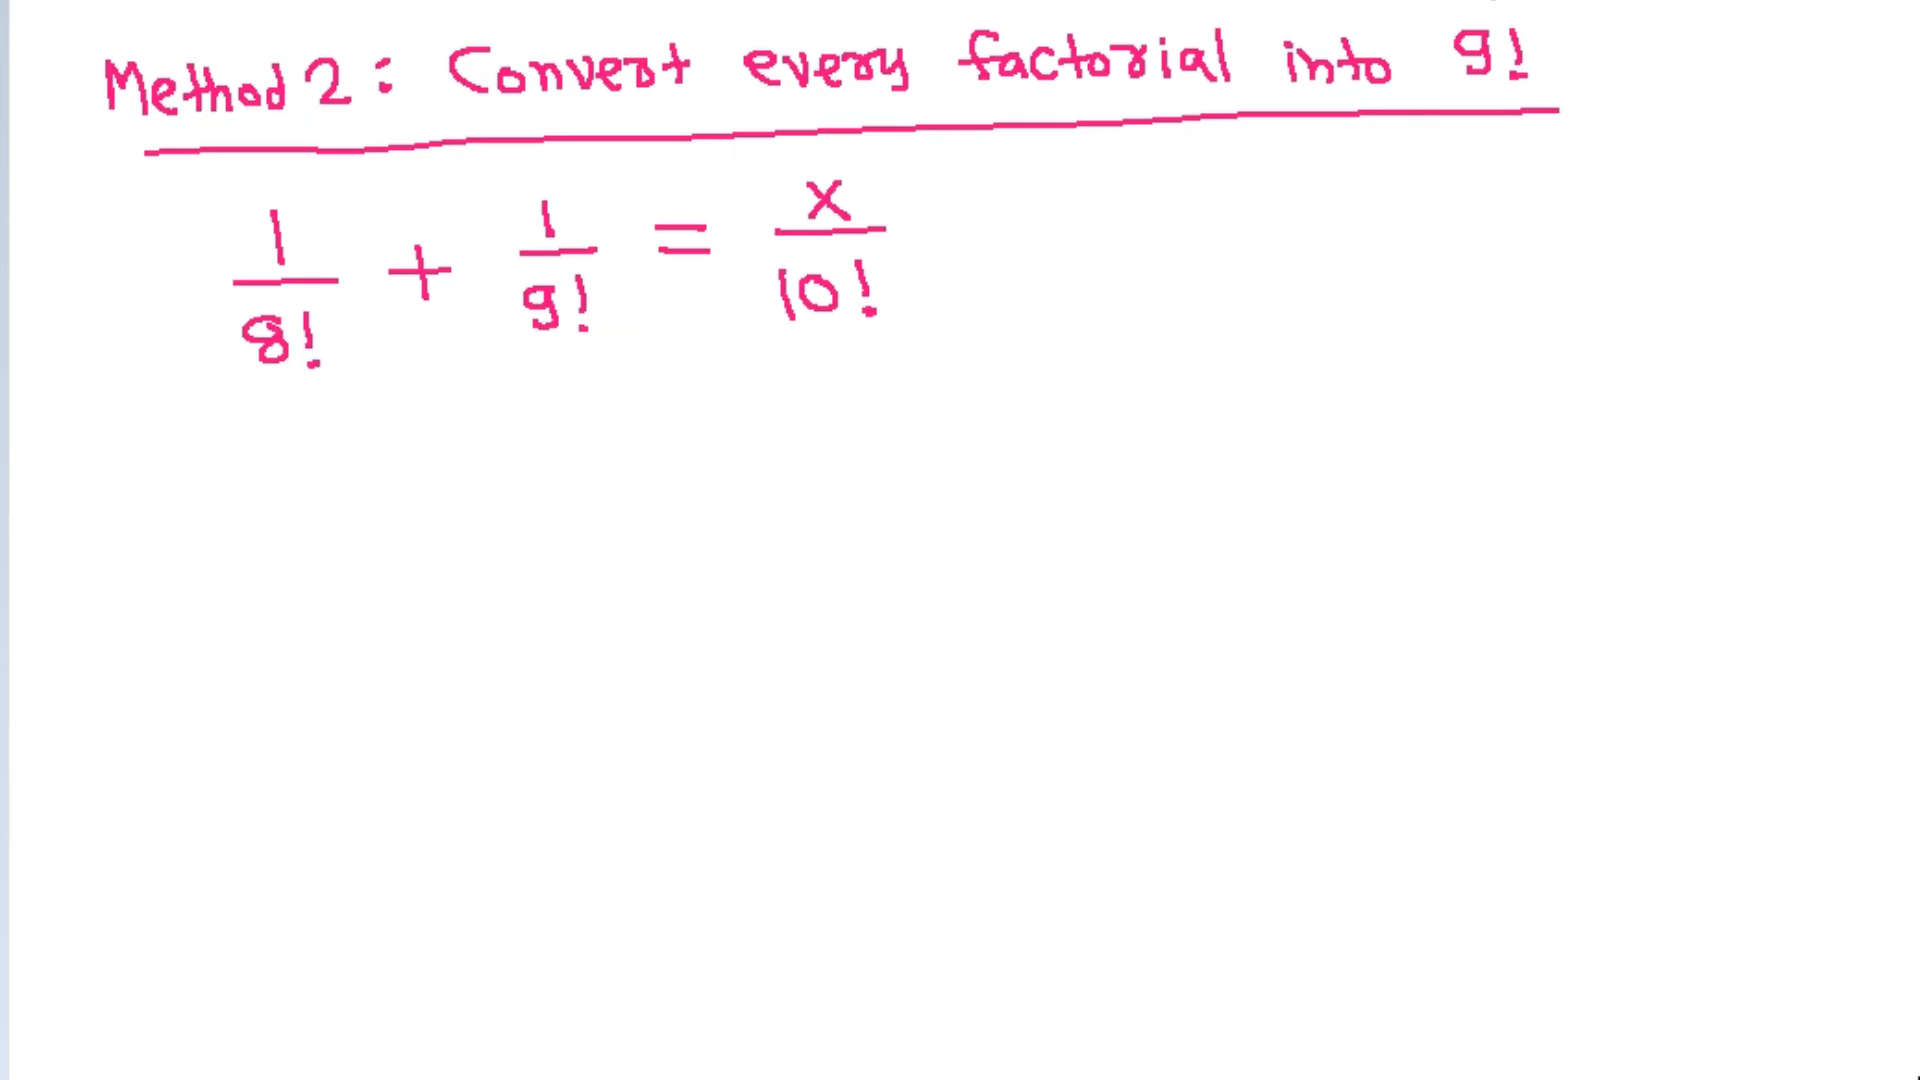 Method 2: Convert every factorial into 9!
1/8! + 1/9! = x/10!